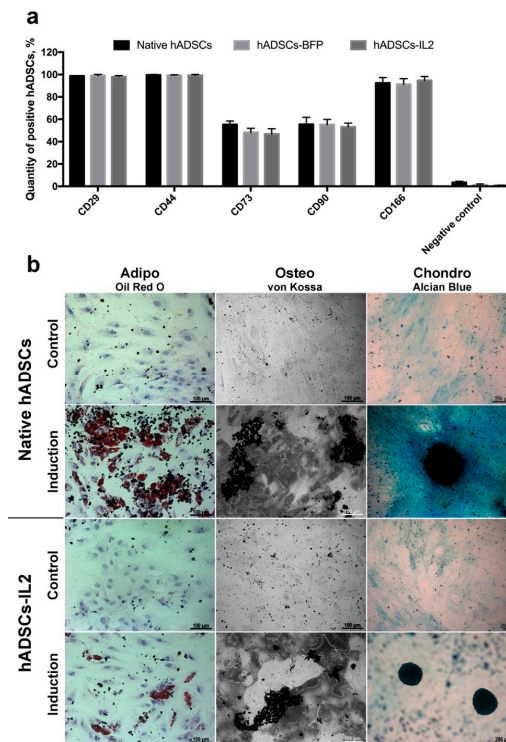 a
Native hADSCs
hADSCs-BFP
hADSCs-IL2
Quantity of positive hADSCs, %
120
100
80
60
40
20
0
CD29
CD44
CD73
CD90
CD166
Negative control
b
Adipo
Oil Red O
Osteo
von Kossa
Chondro
Alcian Blue
Native hADSCs
Control
100 µm
100 µm
Induction
hADSCs-IL2
Control
100 µm
100 µm
Induction
100 µm
100 µm
200 µm